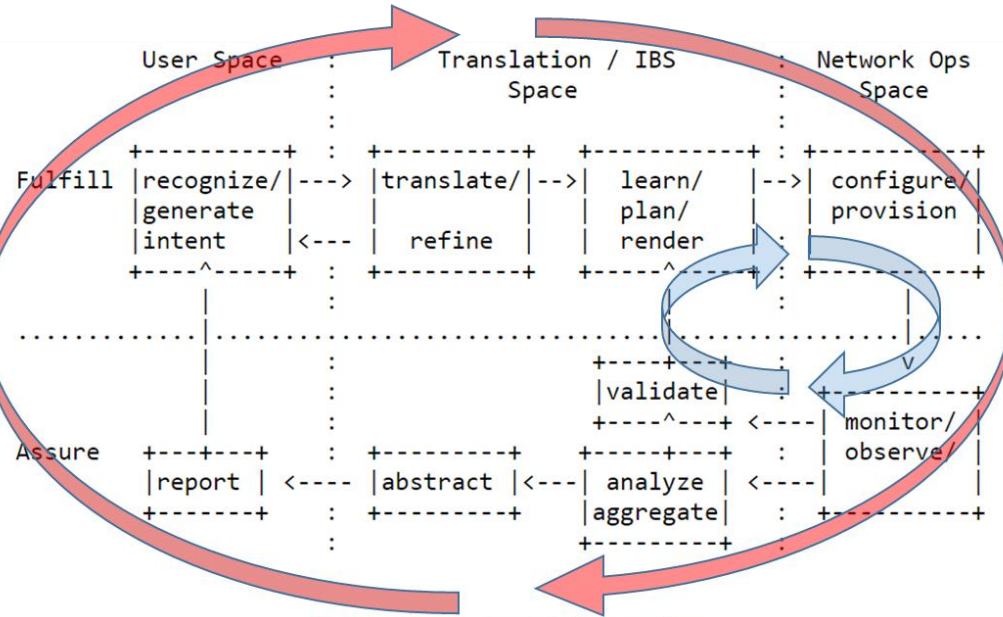 User Space : Translation / IBS : Network Ops
: Space : Space
: :
+-----------+ : +----------+ +-----------+ : +-----------+
Fulfill |recognize/|---> |translate/|-->| learn/ |-->| configure/|
|generate | | | | plan/ | | provision |
|intent |<--- | refine | | render | : | |
+----^-----+ : +----------+ +-----^-----+ : +-----------+
| : | : |
.............|................................|..................|.....
| : +----+---+ : v
| : |validate| : +-----------+
| : +----^---+ <----| monitor/ |
Assure +---+---+ : +---------+ +-----+---+ : | observe/ |
|report | <---- |abstract |<---| analyze | <----| |
+-------+ : +---------+ |aggregate| : +-----------+
: +---------+ :